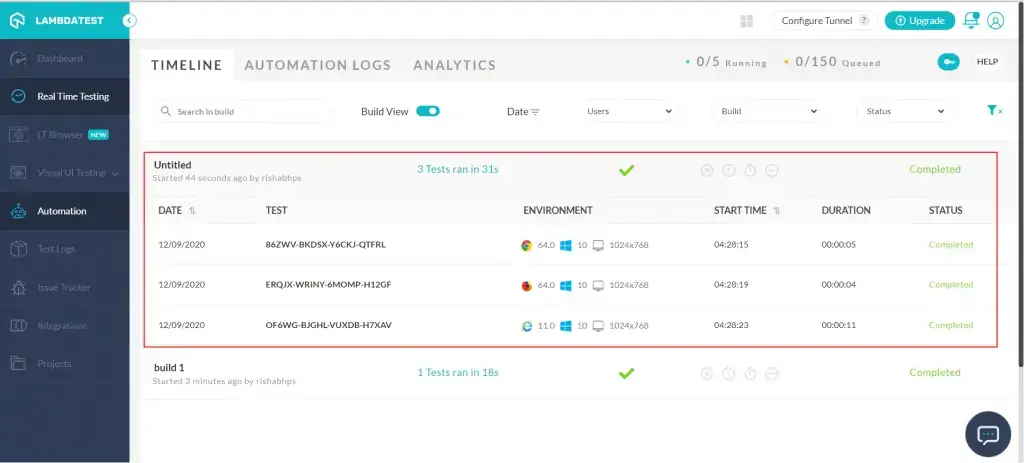 LAMBDATEST
Configure Tunnel ?
Upgrade
Dashboard
Real Time Testing
LT Browser NEW
Visual UI Testing
Automation
Test Logs
Issue Tracker
Integrations
Projects
TIMELINE AUTOMATION LOGS ANALYTICS
0/5 Running 0/150 Queued
HELP
Search in build
Build View
Date
Users
Build
Status
Untitled
Started 44 seconds ago by rishabhps
3 Tests ran in 31s
Completed
DATE TEST ENVIRONMENT START TIME DURATION STATUS
12/09/2020 86ZWV-BKDSX-Y6CKJ-QTFRL 64.0 10 1024x768 04:28:15 00:00:05 Completed
12/09/2020 ERQJX-WRINY-6MOMP-H12GF 64.0 10 1024x768 04:28:19 00:00:04 Completed
12/09/2020 OF6WG-BJGHL-VUXDB-H7XAV 11.0 10 1024x768 04:28:23 00:00:11 Completed
build 1
Started 3 minutes ago by rishabhps
1 Tests ran in 18s
Completed